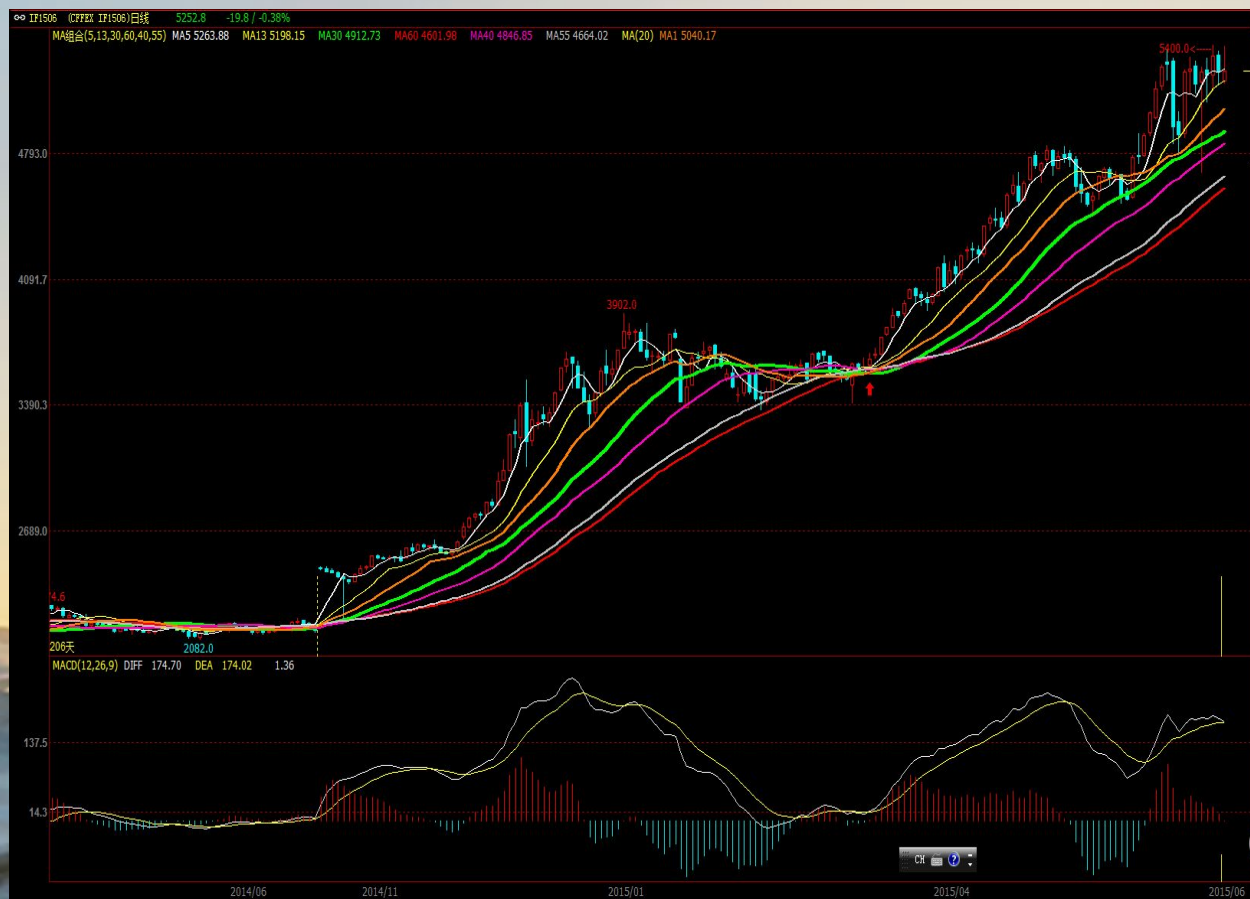 IF1506 (CFFEX IF1506)日线 5252.8 -19.8 / -0.38%
MA组合(5,13,30,60,40,55) MA5 5263.88 MA13 5198.15 MA30 4912.73 MA60 4601.98 MA40 4846.85 MA55 4664.02 MA(20) MA1 5040.17
5400.0<
4793.0
4091.7
3902.0
3390.3
2689.0
4.6
206天
2082.0
MACD(12,26,9) DIFF 174.70 DEA 174.02 1.36
137.5
14.3
CH
2014/06 2014/11 2015/01 2015/04 2015/06